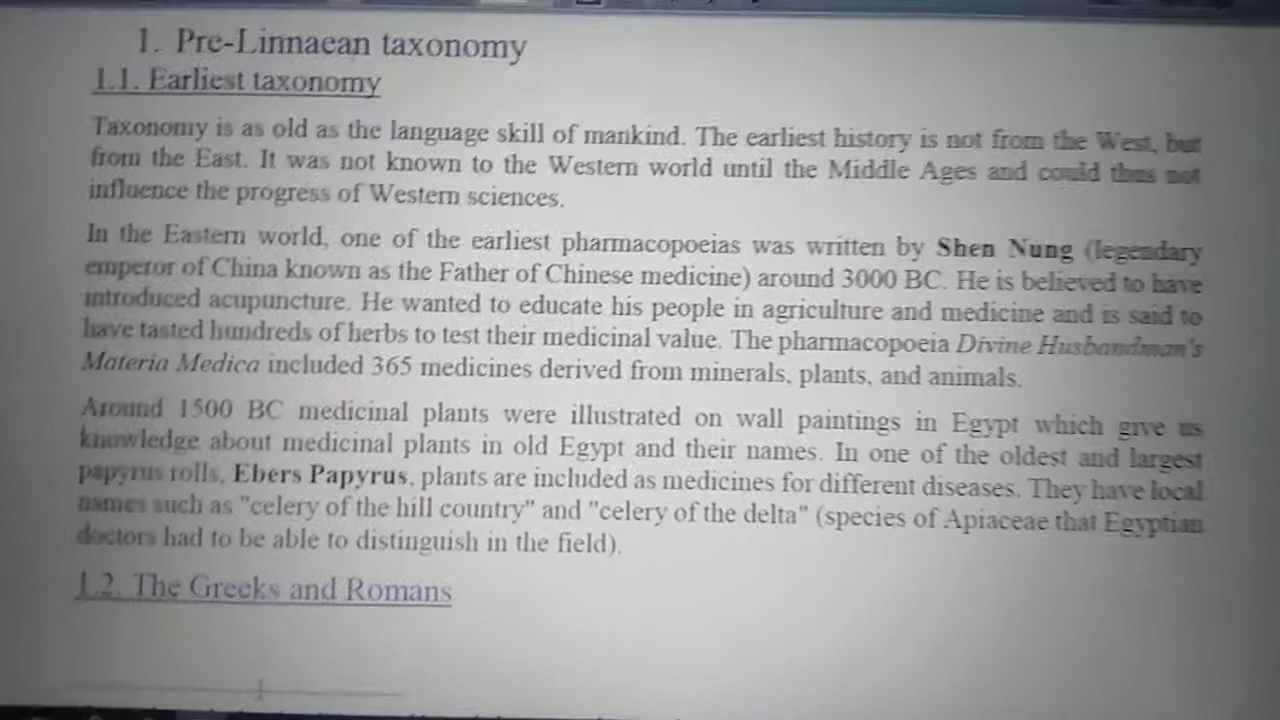 1. Pre-Linnaean taxonomy
1.1. Earliest taxonomy
Taxonomy is as old as the language skill of mankind. The earliest history is not from the West, but
from the East. It was not known to the Western world until the Middle Ages and could thus not
influence the progress of Western sciences.
In the Eastern world, one of the earliest pharmacopoeias was written by Shen Nung (legendary
emperor of China known as the Father of Chinese medicine) around 3000 BC. He is believed to have
introduced acupuncture. He wanted to educate his people in agriculture and medicine and is said to
have tasted hundreds of herbs to test their medicinal value. The pharmacopoeia Divine Husbandman's
Materia Medica included 365 medicines derived from minerals, plants, and animals.
Around 1500 BC medicinal plants were illustrated on wall paintings in Egypt which give us
knowledge about medicinal plants in old Egypt and their names. In one of the oldest and largest
papyrus rolls, Ebers Papyrus, plants are included as medicines for different diseases. They have local
names such as "celery of the hill country" and "celery of the delta" (species of Apiaceae that Egyptian
doctors had to be able to distinguish in the field).
1.2. The Greeks and Romans